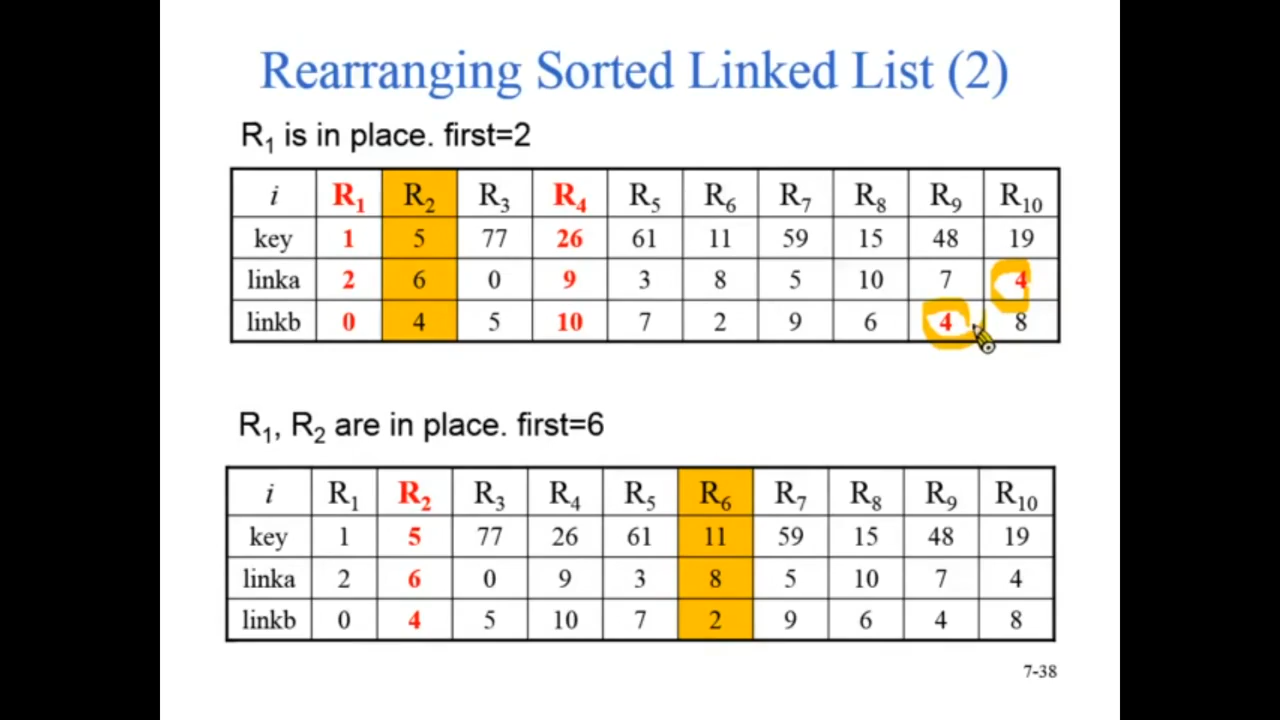 Rearranging Sorted Linked List (2)
R1 is in place. first=2
i R1 R2 R3 R4 R5 R6 R7 R8 R9 R10
key 1 5 77 26 61 11 59 15 48 19
linka 2 6 0 9 3 8 5 10 7 4
linkb 0 4 5 10 7 2 9 6 4 8
R1, R2 are in place. first=6
i R1 R2 R3 R4 R5 R6 R7 R8 R9 R10
key 1 5 77 26 61 11 59 15 48 19
linka 2 6 0 9 3 8 5 10 7 4
linkb 0 4 5 10 7 2 9 6 4 8
7-38